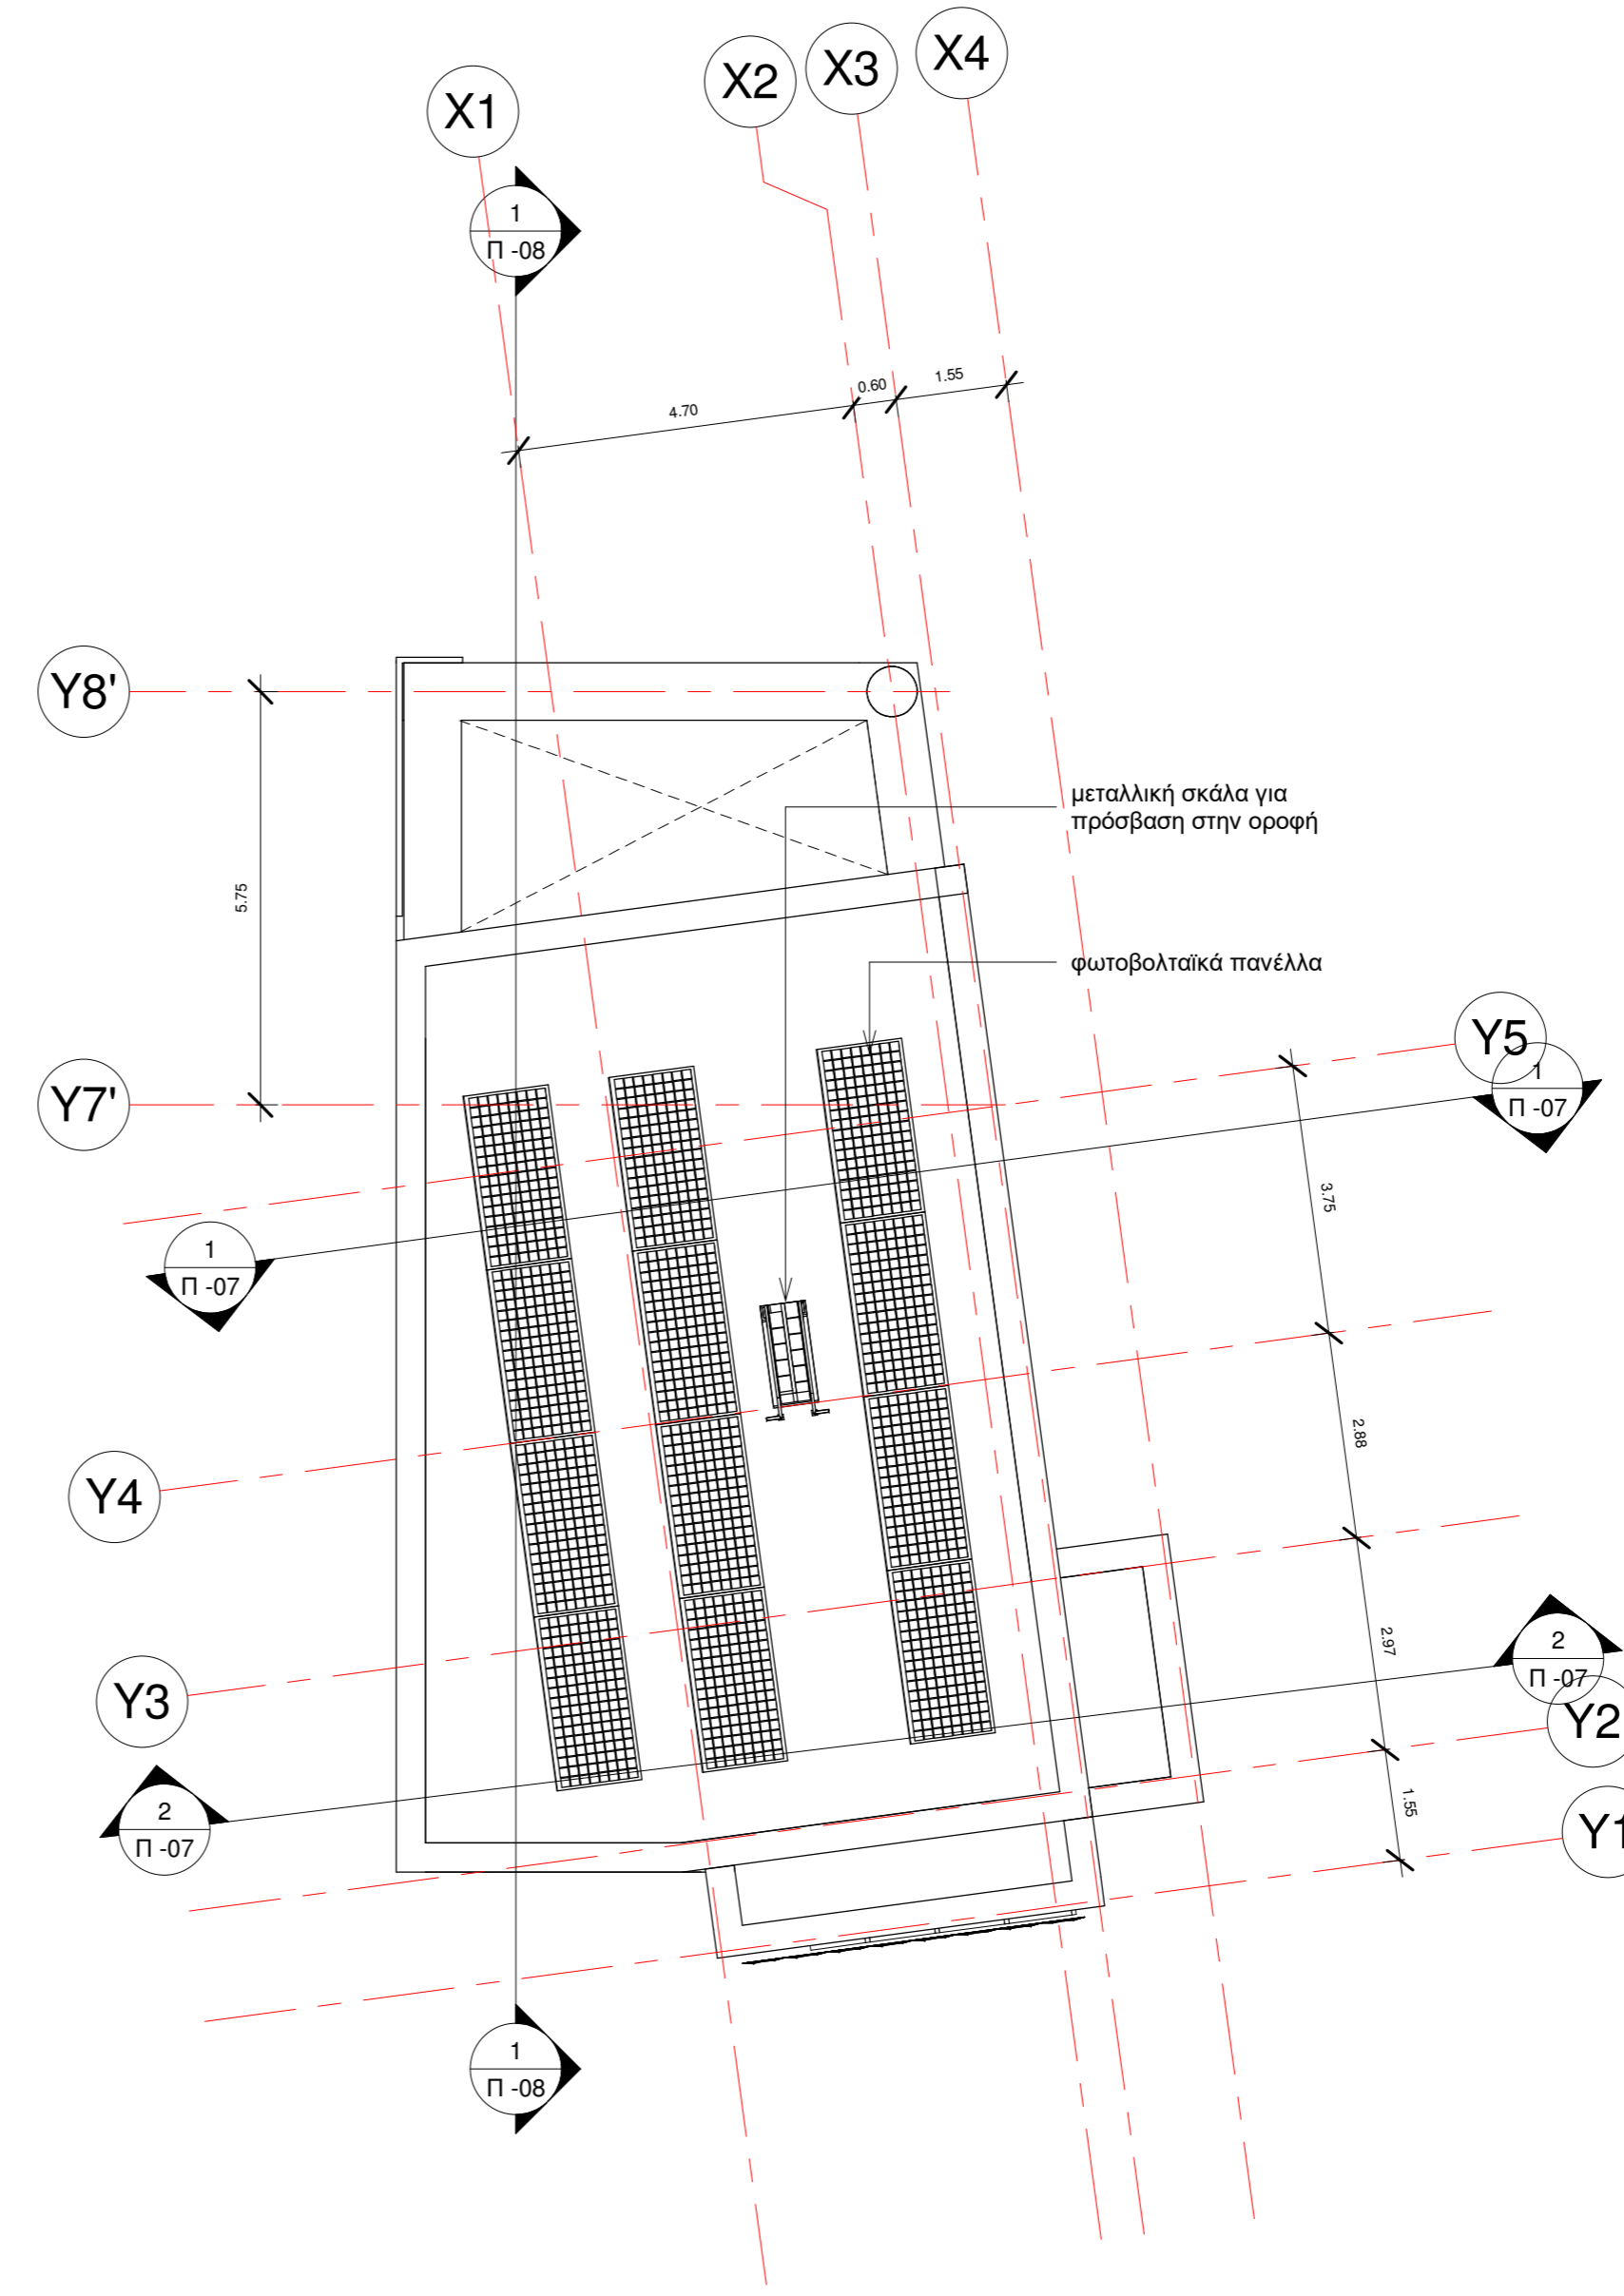 X1
X2
X3
X4
1
Π -08
4.70
0.60
1.55
Y8'
μεταλλική σκάλα για
πρόσβαση στην οροφή
5.75
φωτοβολταϊκά πανέλλα
Y7'
Y5
1
Π -07
3.75
1
Π -07
2.88
Y4
Y3
2.97
2
Π -07
Y2
2
Π -07
1.55
Y1
1
Π -08